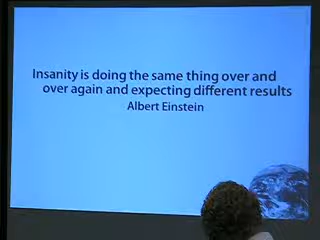 Insanity is doing the same thing over and
over again and expecting different results
Albert Einstein